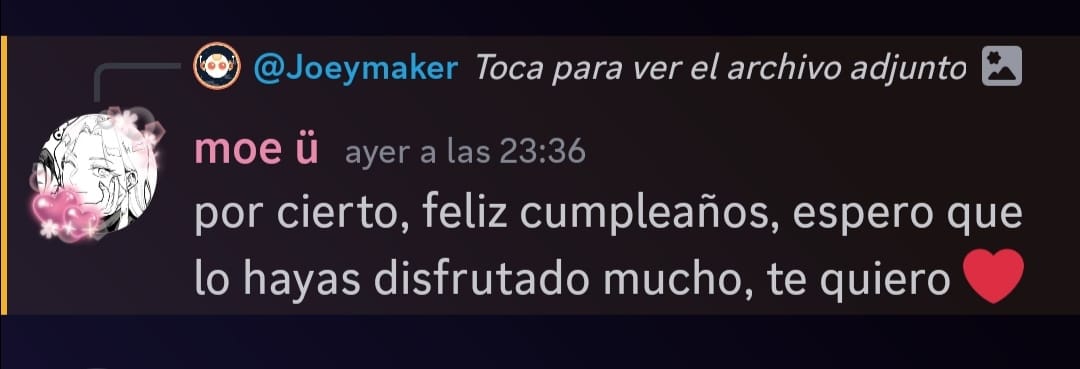 @Joeymaker Toca para ver el archivo adjunto
moe ü ayer a las 23:36
por cierto, feliz cumpleaños, espero que
lo hayas disfrutado mucho, te quiero ❤️